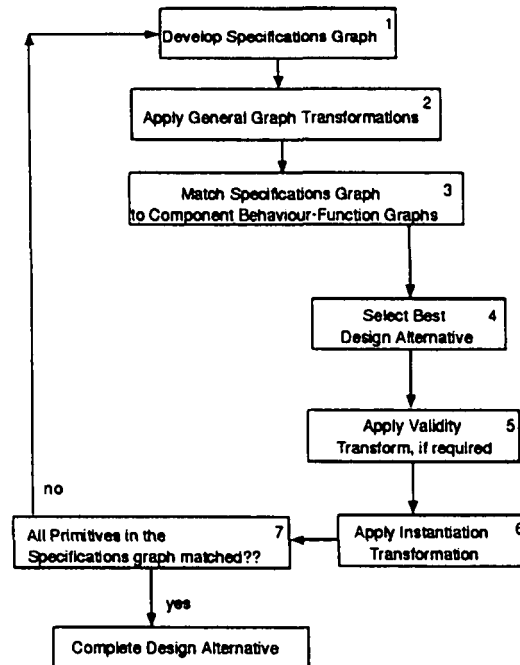 1
Develop Specifications Graph
2
Apply General Graph Transformations
3
Match Specifications Graph
to Component Behaviour-Function Graphs
4
Select Best
Design Alternative
5
Apply Validity
Transform, if required
6
Apply Instantiation
Transformation
7
All Primitives in the
Specifications graph matched??
no
yes
Complete Design Alternative